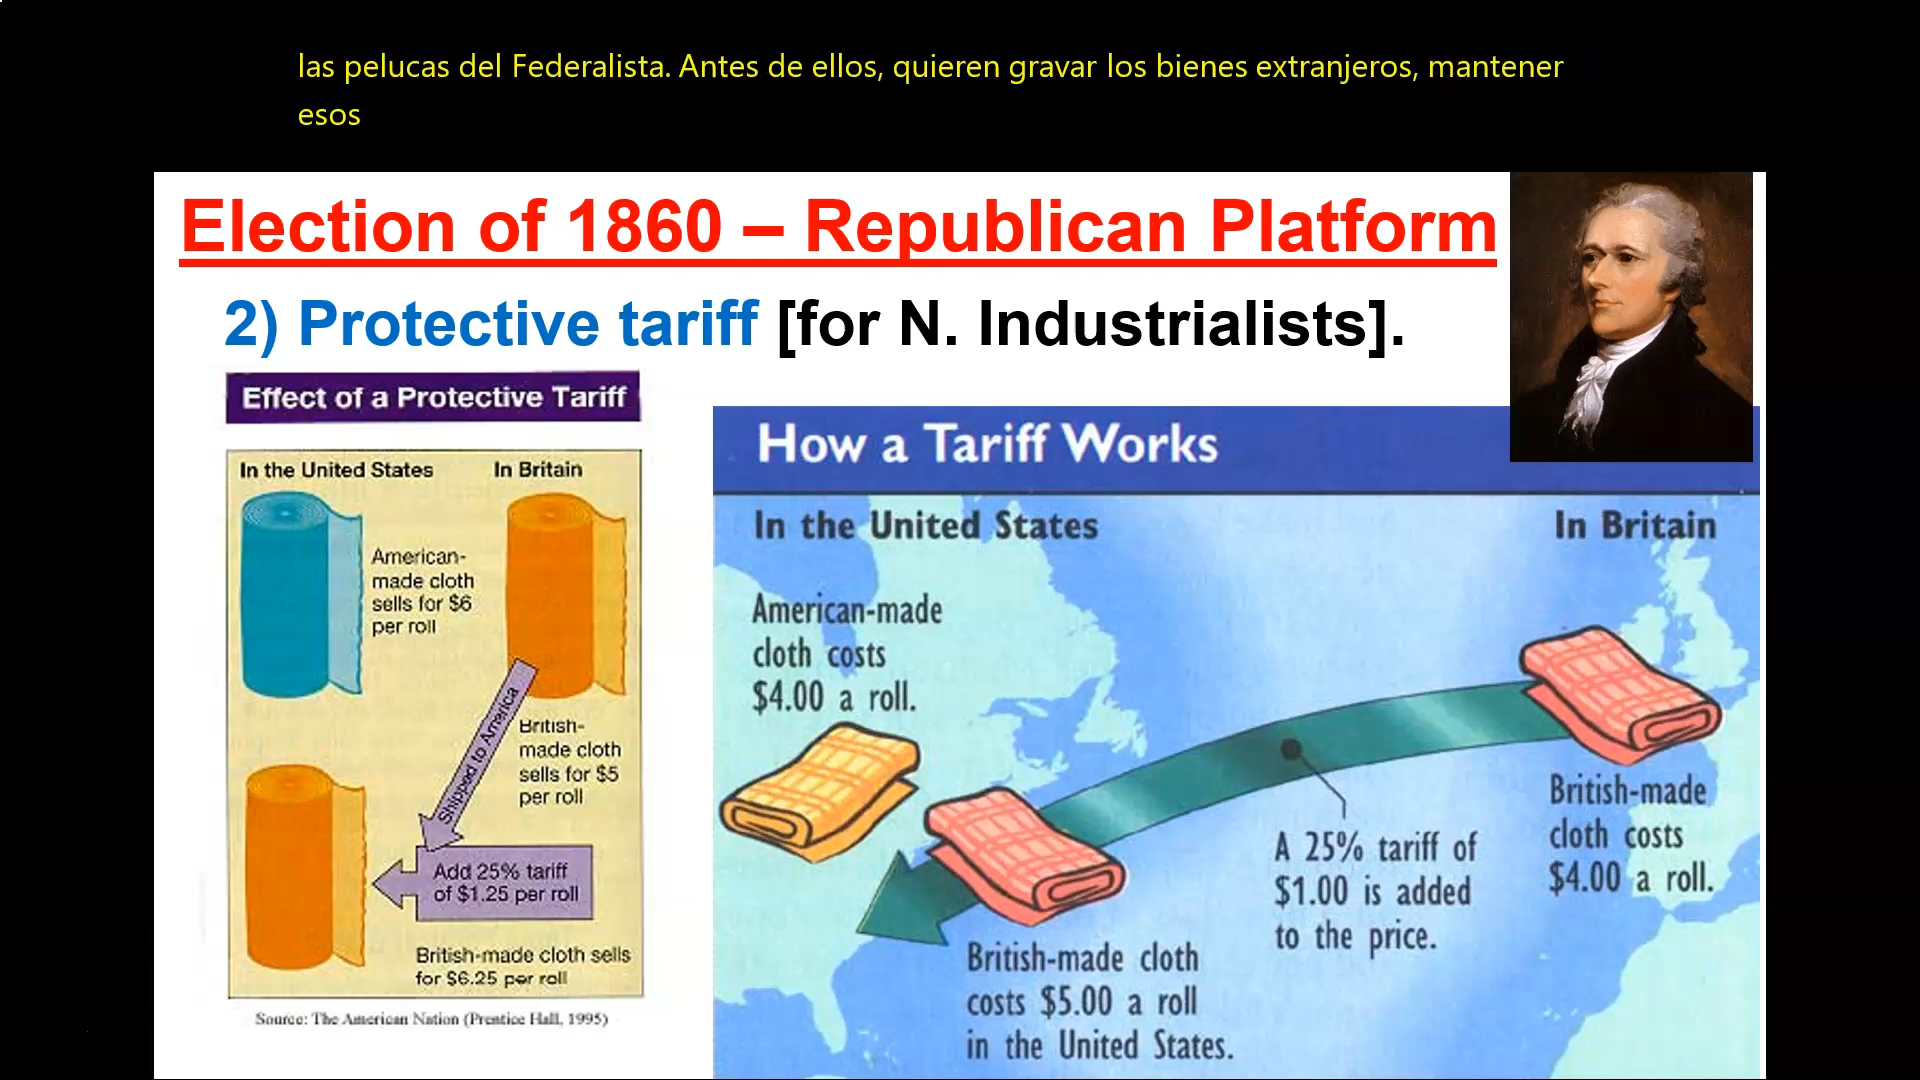 las pelucas del Federalista. Antes de ellos, quieren gravar los bienes extranjeros, mantener
esos
Election of 1860 – Republican Platform
2) Protective tariff [for N. Industrialists].
Effect of a Protective Tariff
In the United States
In Britain
American-
made cloth
sells for $6
per roll
Shipped to America
British-
made cloth
sells for $5
per roll
Add 25% tariff
of $1.25 per roll
British-made cloth sells
for $6.25 per roll
Source: The American Nation (Prentice Hall, 1995)
How a Tariff Works
In the United States
In Britain
American-made
cloth costs
$4.00 a roll.
British-made
cloth costs
$4.00 a roll.
A 25% tariff of
$1.00 is added
to the price.
British-made cloth
costs $5.00 a roll
in the United States.